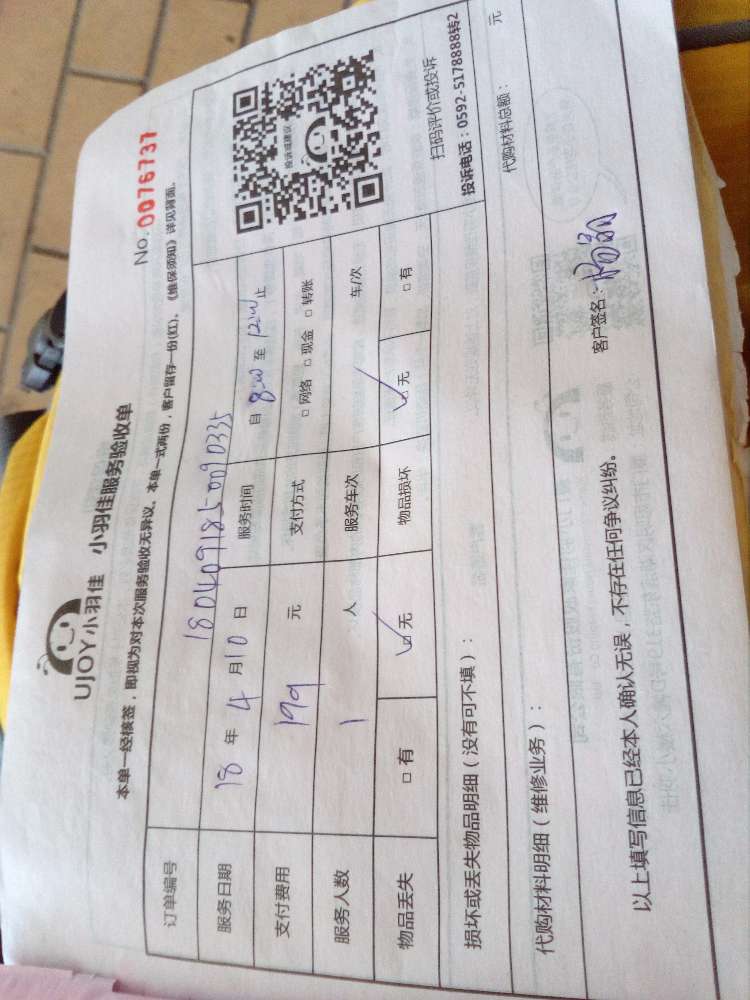 UJOY小羽佳 小羽佳服务验收单
No. 0076737
本单一经核签，即视为对本次服务验收无异议。本单一式两份，客户留存一份(红)。《维保须知》详见背面。
订单编号 180409185009 0335
服务日期 18 年 4 月 10 日 服务时间 自 8:00 至 12:00 止
支付费用 199 元 支付方式 □ 网络 □ 现金 □ 转账
服务人数 1 人 服务车次 车/次
物品丢失 □ 有 ☑ 无 物品损坏 ☑ 无 □ 有
投诉或建议
扫码评价或投诉
投诉电话：0592-5178888转2
损坏或丢失物品明细（没有可不填）：
代购材料明细（维修业务）： 代购材料总额： 元
以上填写信息已经本人确认无误，不存在任何争议纠纷。 客户签名：